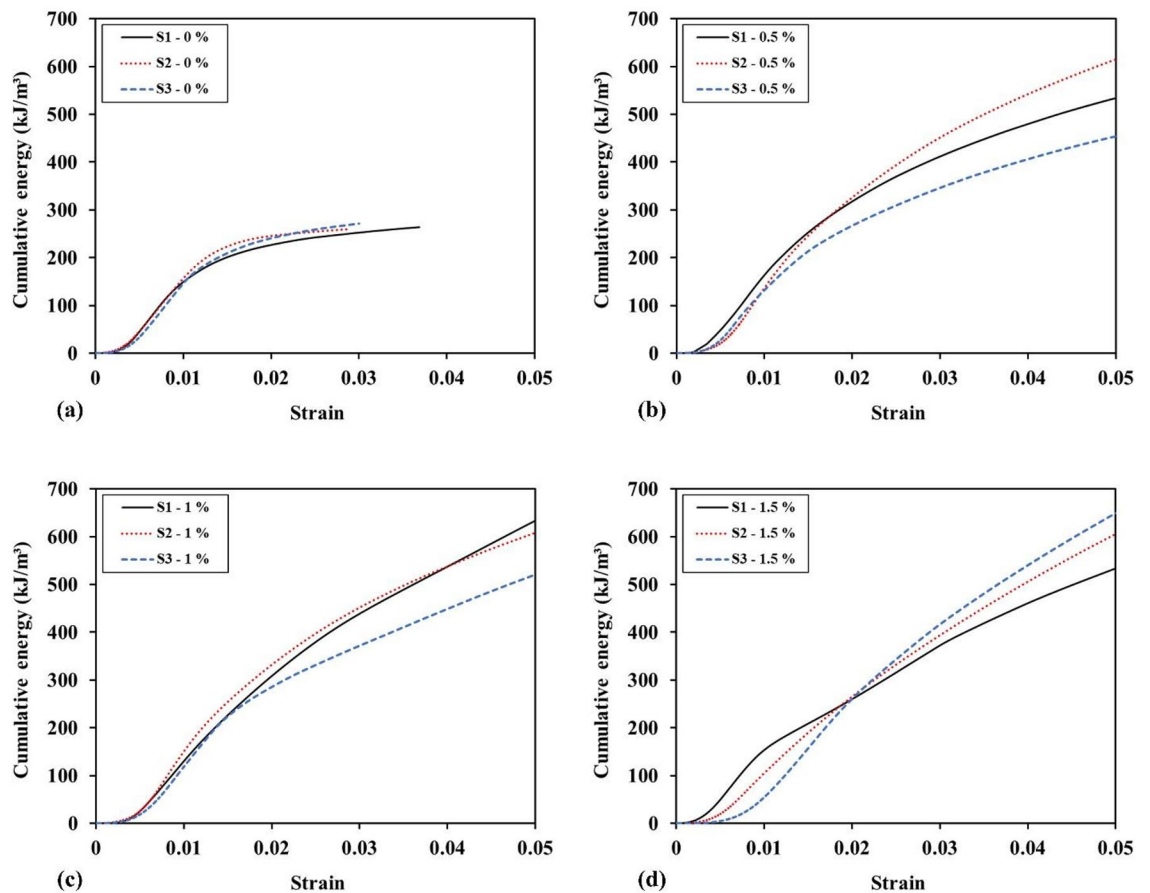 700
600
500
400
300
200
100
0
Cumulative energy (kJ/m³)
S1 - 0 %
S2 - 0 %
S3 - 0 %
0 0.01 0.02 0.03 0.04 0.05
(a) Strain
700
600
500
400
300
200
100
0
Cumulative energy (kJ/m³)
S1 - 0.5 %
S2 - 0.5 %
S3 - 0.5 %
0 0.01 0.02 0.03 0.04 0.05
(b) Strain
700
600
500
400
300
200
100
0
Cumulative energy (kJ/m³)
S1 - 1 %
S2 - 1 %
S3 - 1 %
0 0.01 0.02 0.03 0.04 0.05
(c) Strain
700
600
500
400
300
200
100
0
Cumulative energy (kJ/m³)
S1 - 1.5 %
S2 - 1.5 %
S3 - 1.5 %
0 0.01 0.02 0.03 0.04 0.05
(d) Strain